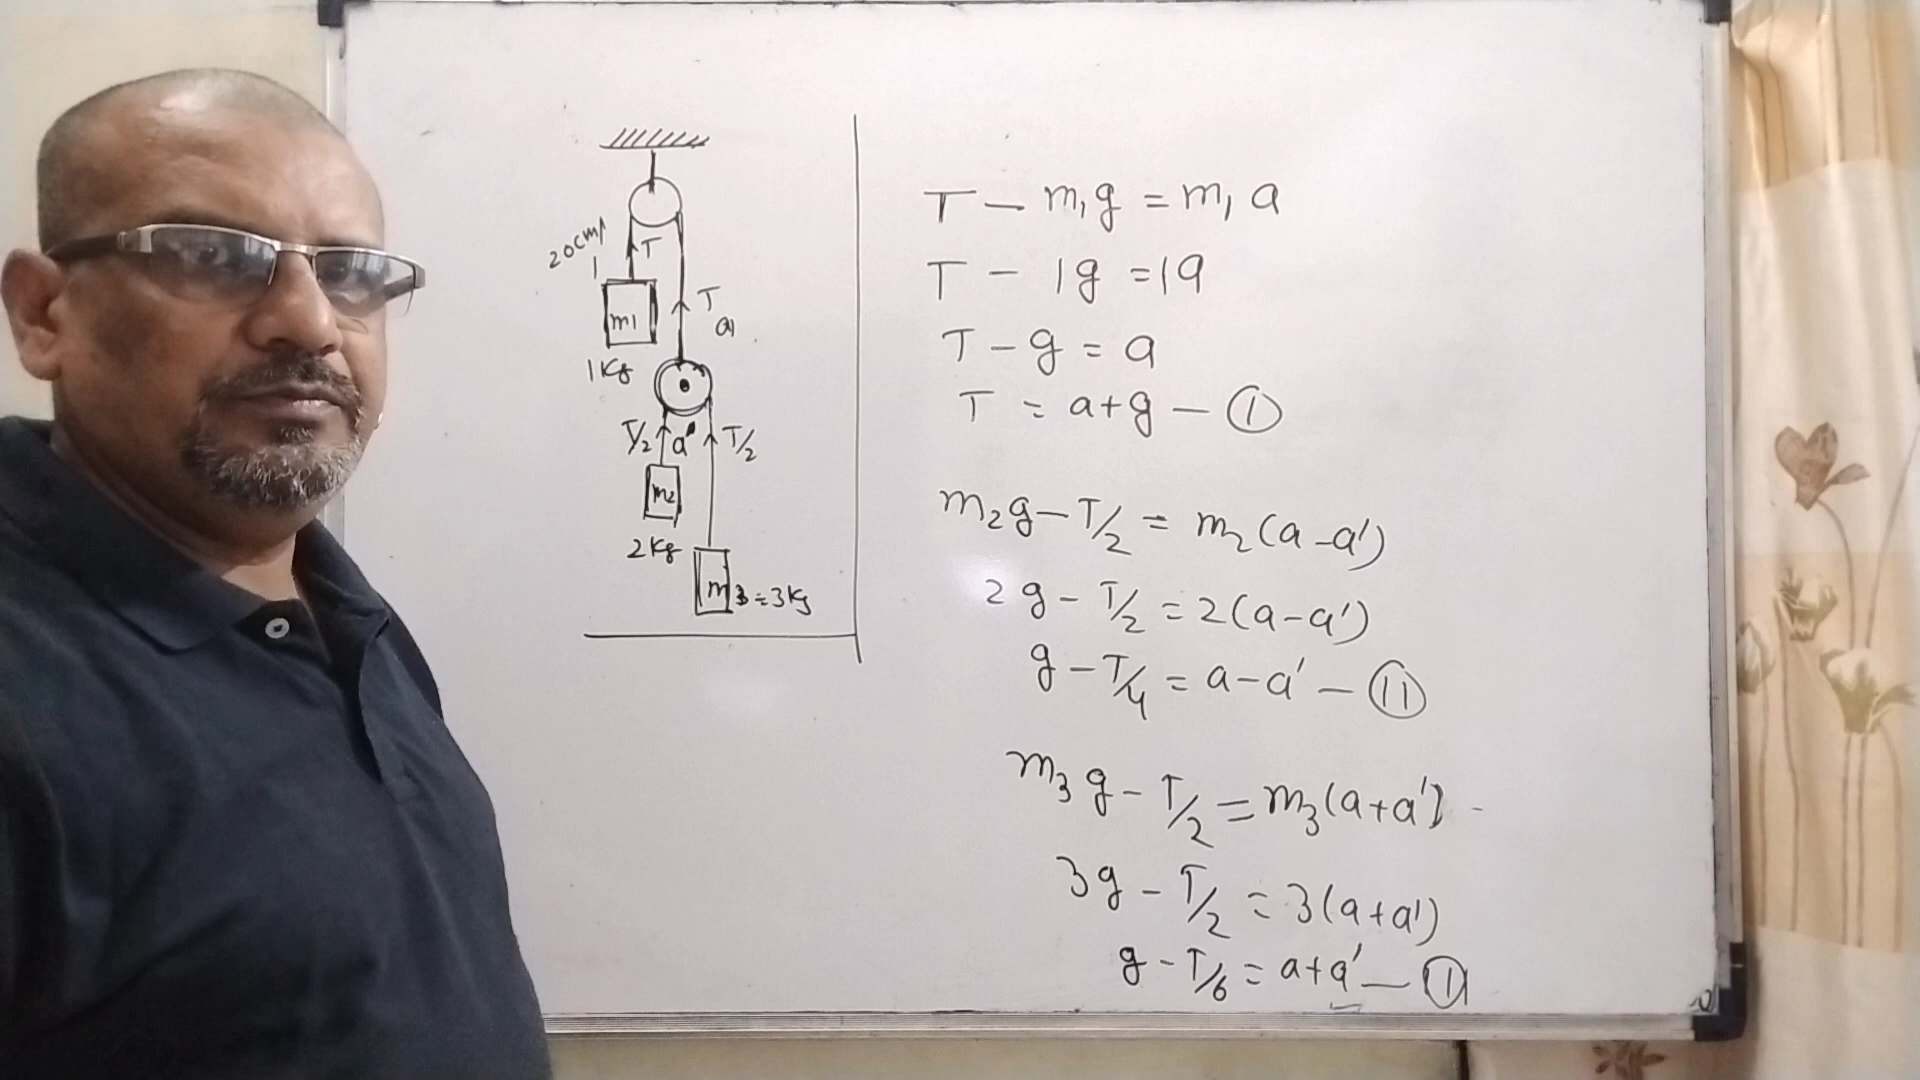 20cm
T
m1
T
a
1kg
T/2 a' T/2
m2
2kg
m3=3kg
T - m1g = m1a
T - 1g = 1a
T - g = a
T = a+g - (1)
m2g - T/2 = m2(a-a')
2g - T/2 = 2(a-a')
g - T/4 = a-a' - (11)
m3g - T/2 = m3(a+a')
3g - T/2 = 3(a+a')
g - T/6 = a+a' -